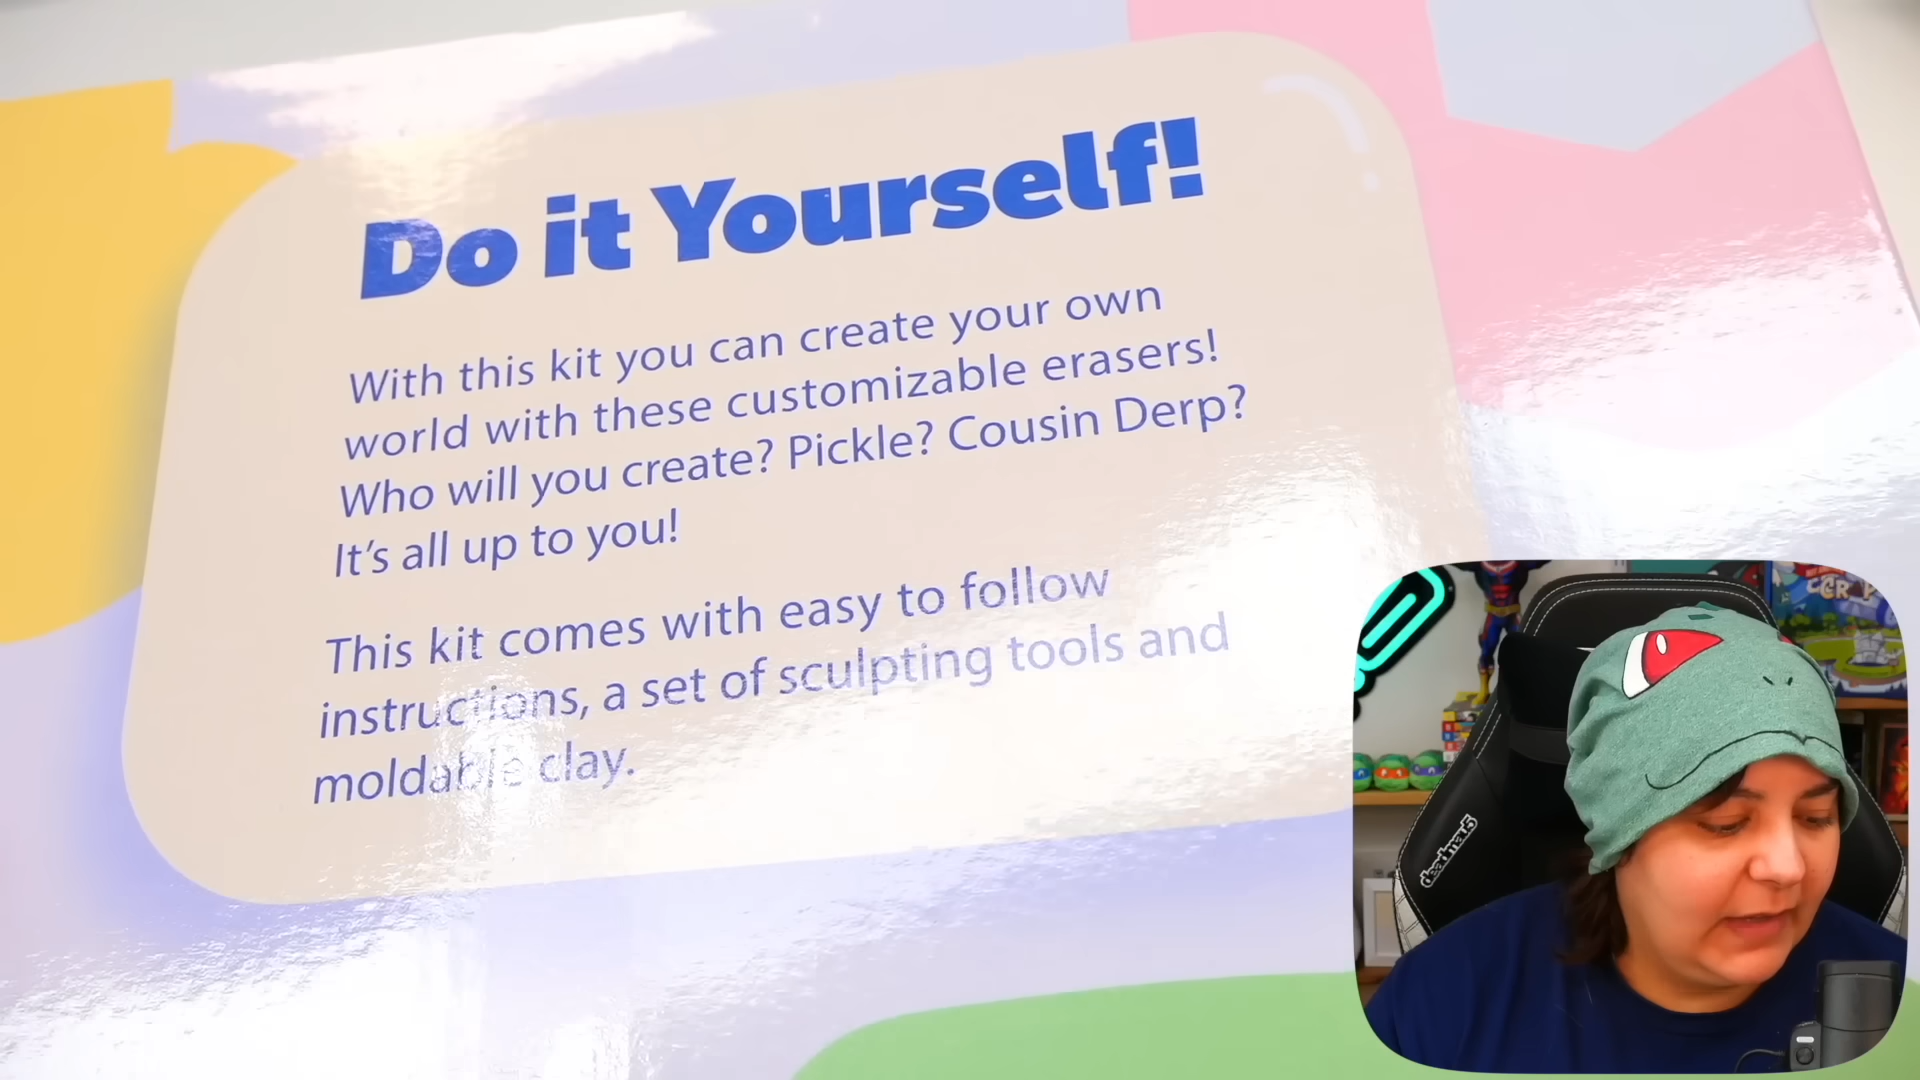 Do it Yourself!
With this kit you can create your own
world with these customizable erasers!
Who will you create? Pickle? Cousin Derp?
It's all up to you!
This kit comes with easy to follow
instructions, a set of sculpting tools and
moldable clay.
deadmau5